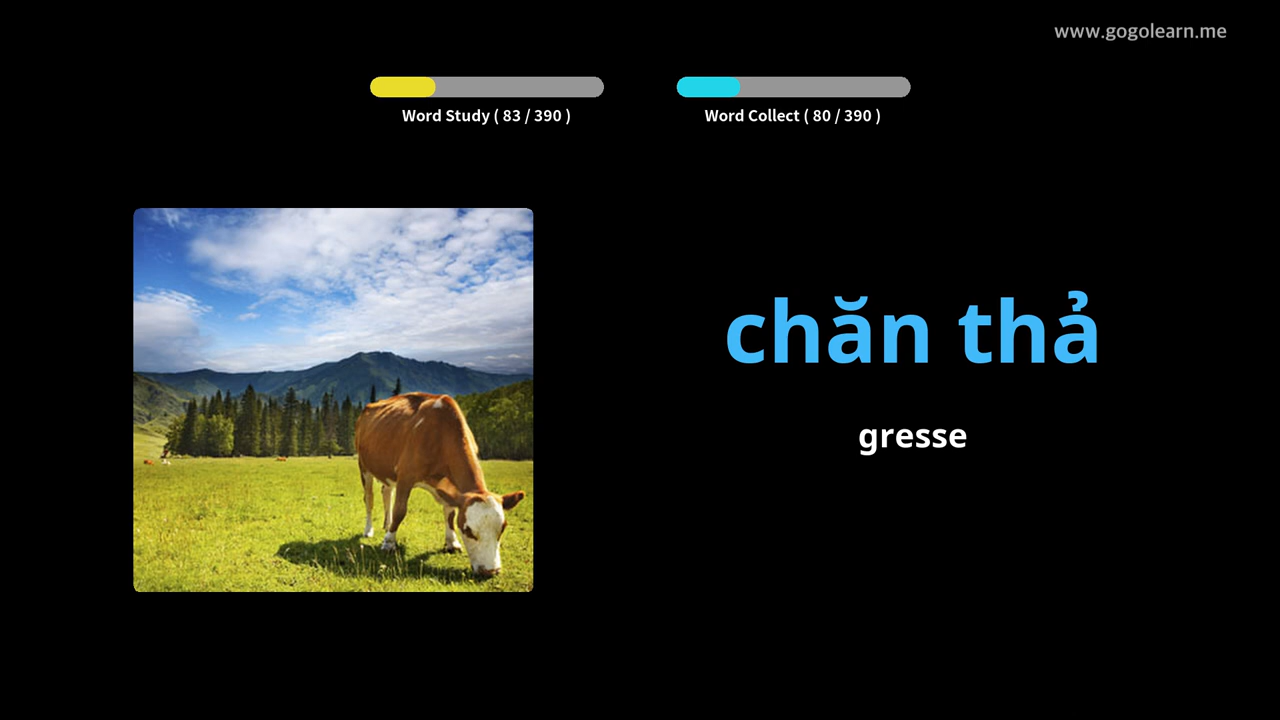 www.gogolearn.me
Word Study ( 83 / 390 )
Word Collect ( 80 / 390 )
chăn thả
gresse